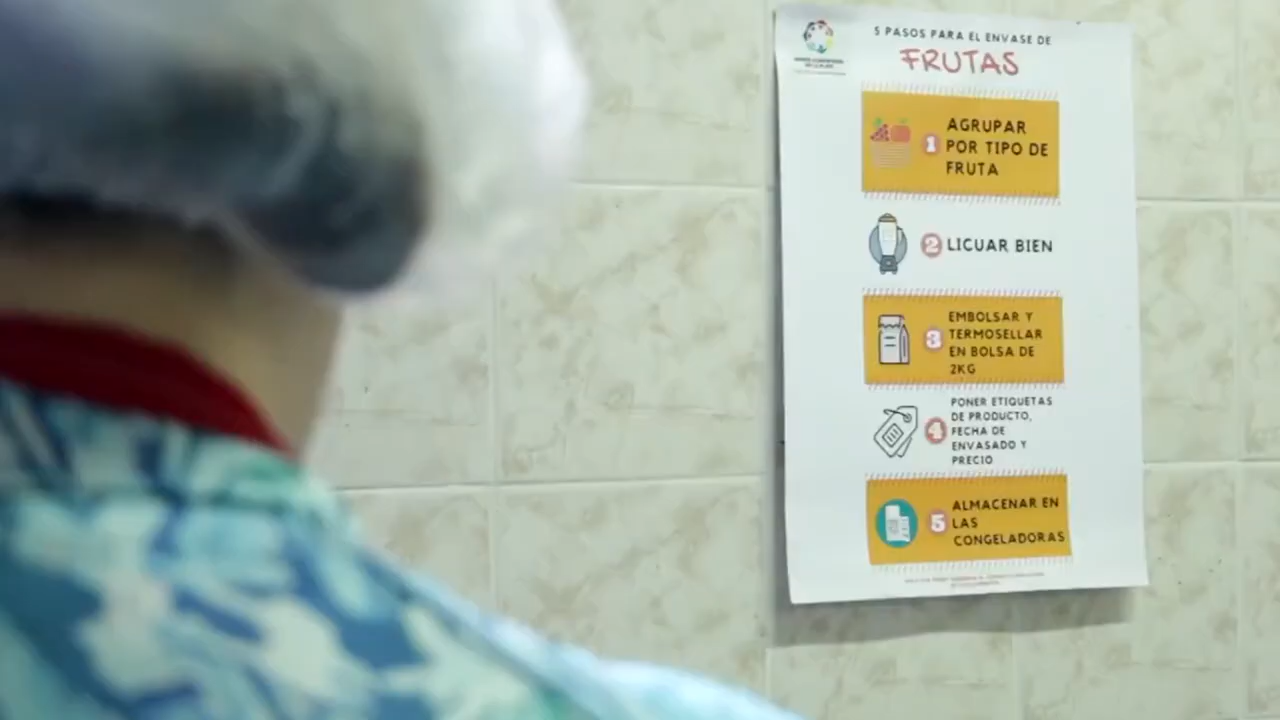 5 PASOS PARA EL ENVASE DE
FRUTAS
1
AGRUPAR
POR TIPO DE
FRUTA
2
LICUAR BIEN
3
EMBOLSAR Y
TERMOSELLAR
EN BOLSA DE
2KG
4
PONER ETIQUETAS
DE PRODUCTO,
FECHA DE
ENVASADO Y
PRECIO
5
ALMACENAR EN
LAS
CONGELADORAS